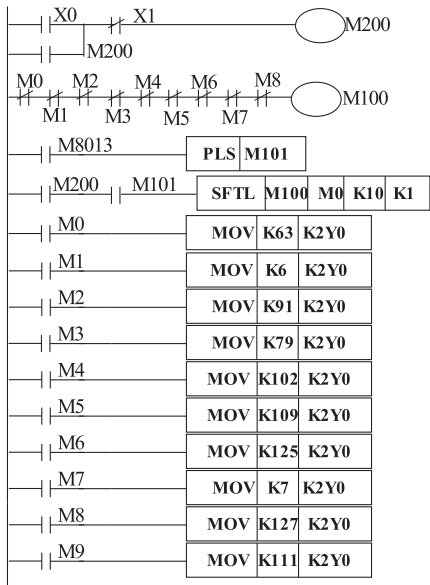 X0 X1 M200
M200
M0 M2 M4 M6 M8
M1 M3 M5 M7 M100
M8013 PLS M101
M200 M101 SFTL M100 M0 K10 K1
M0 MOV K63 K2Y0
M1 MOV K6 K2Y0
M2 MOV K91 K2Y0
M3 MOV K79 K2Y0
M4 MOV K102 K2Y0
M5 MOV K109 K2Y0
M6 MOV K125 K2Y0
M7 MOV K7 K2Y0
M8 MOV K127 K2Y0
M9 MOV K111 K2Y0